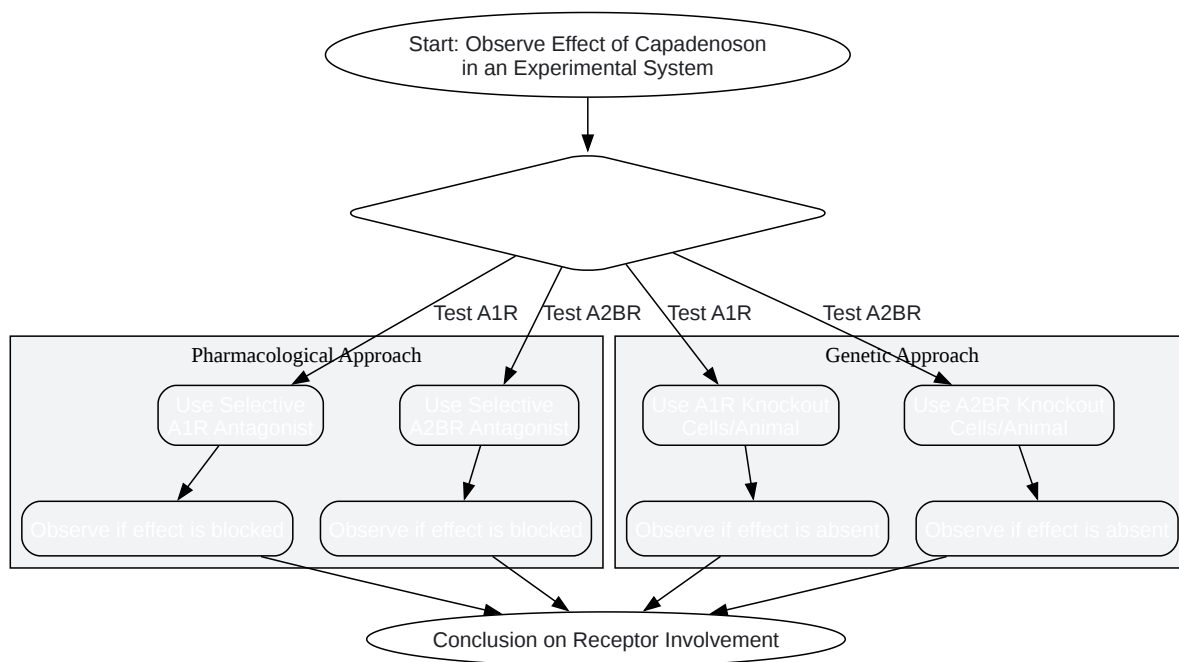 Start: Observe Effect of Capadenoson
in an Experimental System
Test A1R
Test A2BR
Test A1R
Test A2BR
Pharmacological Approach
Genetic Approach
Use Selective
A1R Antagonist
Use Selective
A2BR Antagonist
Use A1R Knockout
Cells/Animal
Use A2BR Knockout
Cells/Animal
Observe if effect is blocked
Observe if effect is blocked
Observe if effect is absent
Observe if effect is absent
Conclusion on Receptor Involvement